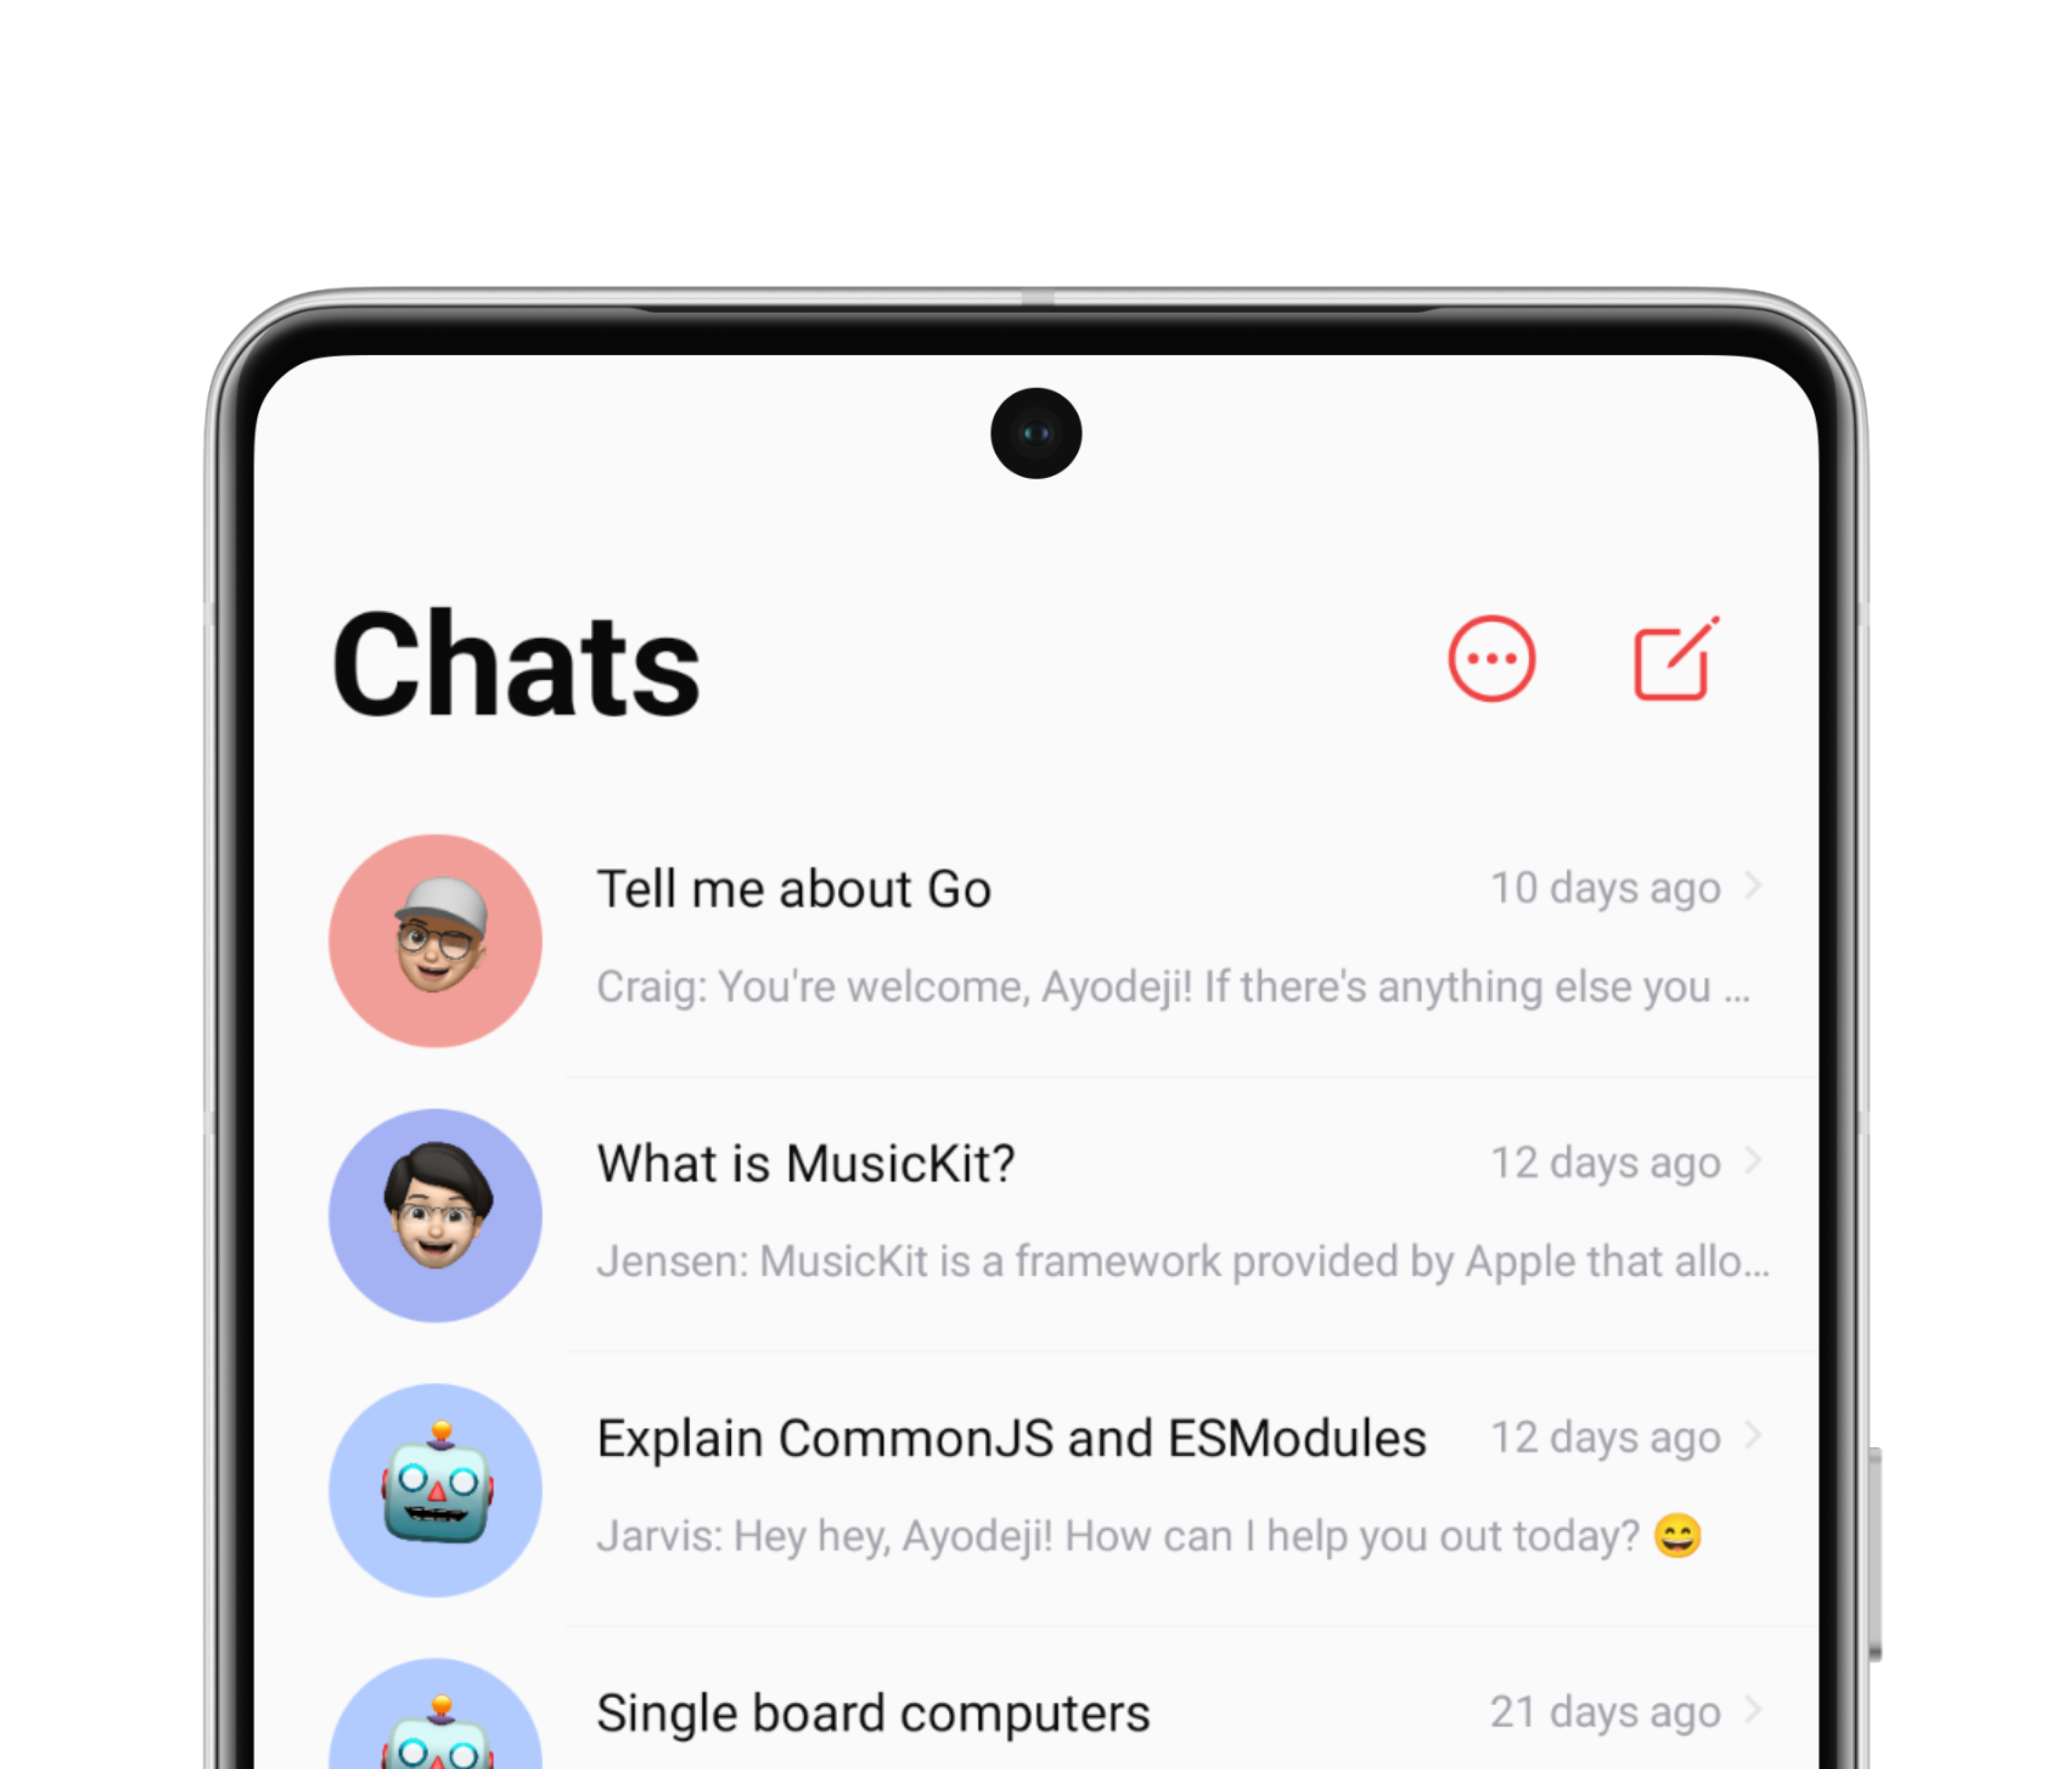 Chats
Tell me about Go
10 days ago
Craig: You're welcome, Ayodeji! If there's anything else you ...
What is MusicKit?
12 days ago
Jensen: MusicKit is a framework provided by Apple that allo...
Explain CommonJS and ESModules
12 days ago
Jarvis: Hey hey, Ayodeji! How can I help you out today? 😄
Single board computers
21 days ago